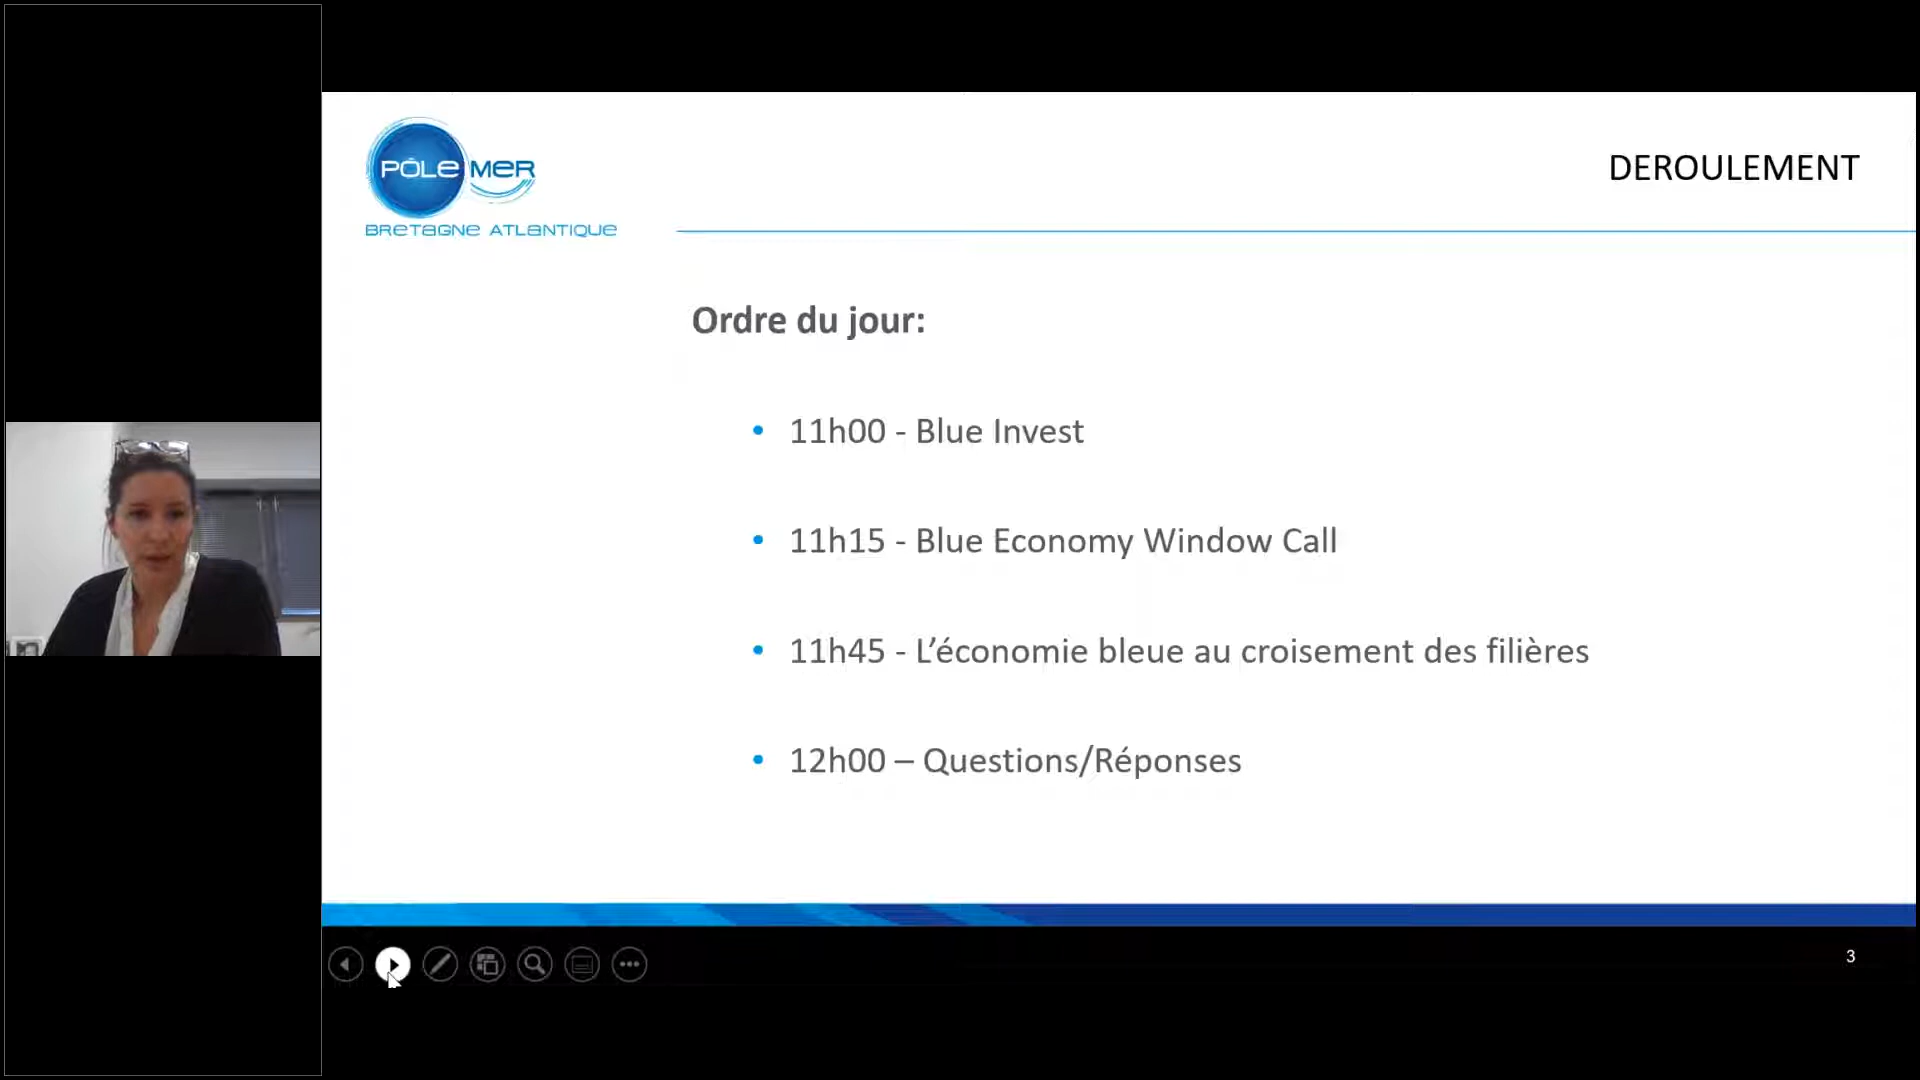 PÔLE MER
BRETAGNE ATLANTIQUE
DEROULEMENT
Ordre du jour:
• 11h00 - Blue Invest
• 11h15 - Blue Economy Window Call
• 11h45 - L’économie bleue au croisement des filières
• 12h00 – Questions/Réponses
3